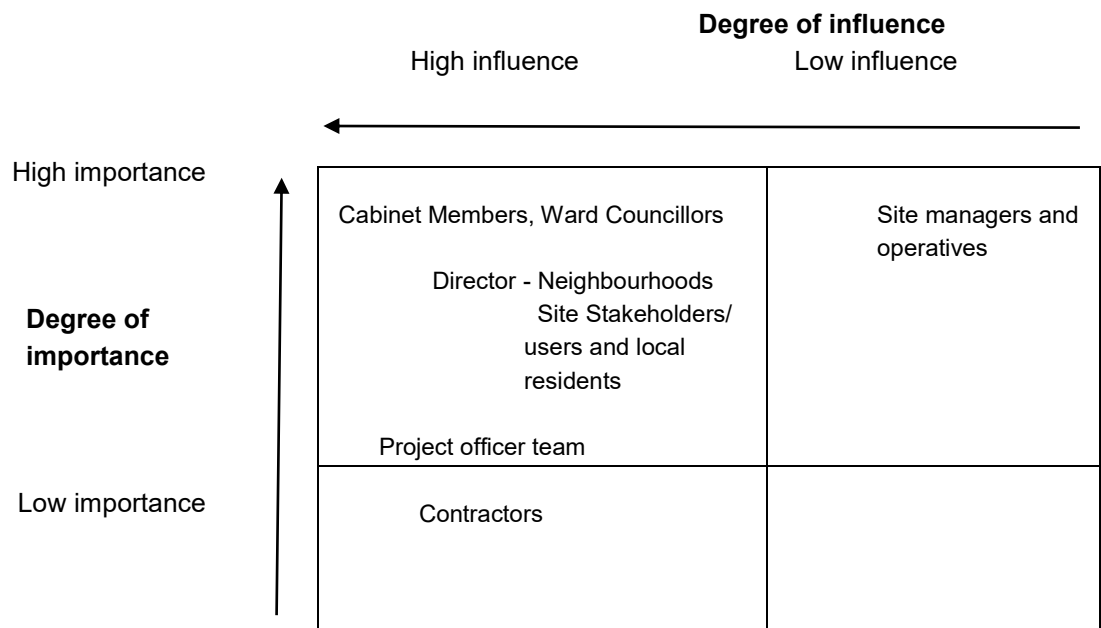 Degree of influence
High influence Low influence
High importance
Cabinet Members, Ward Councillors
Site managers and
operatives
Director - Neighbourhoods
Site Stakeholders/
users and local
residents
Degree of
importance
Project officer team
Low importance
Contractors